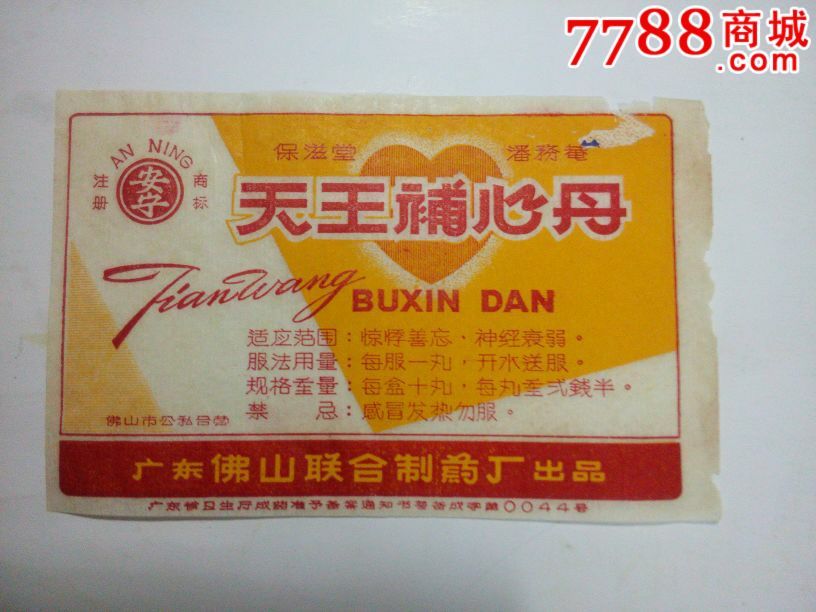 7788商城
.com
AN NING
注册
安宁
商标
保滋堂 潘務菴
天王補心丹
Tianwang BUXIN DAN
适应范围：惊悸善忘、神经衰弱。
服法用量：每服一丸，开水送服。
规格重量：每盒十丸，每丸重弍錢半。
禁忌：感冒发热勿服。
佛山市公私合营
广东佛山联合制药厂出品